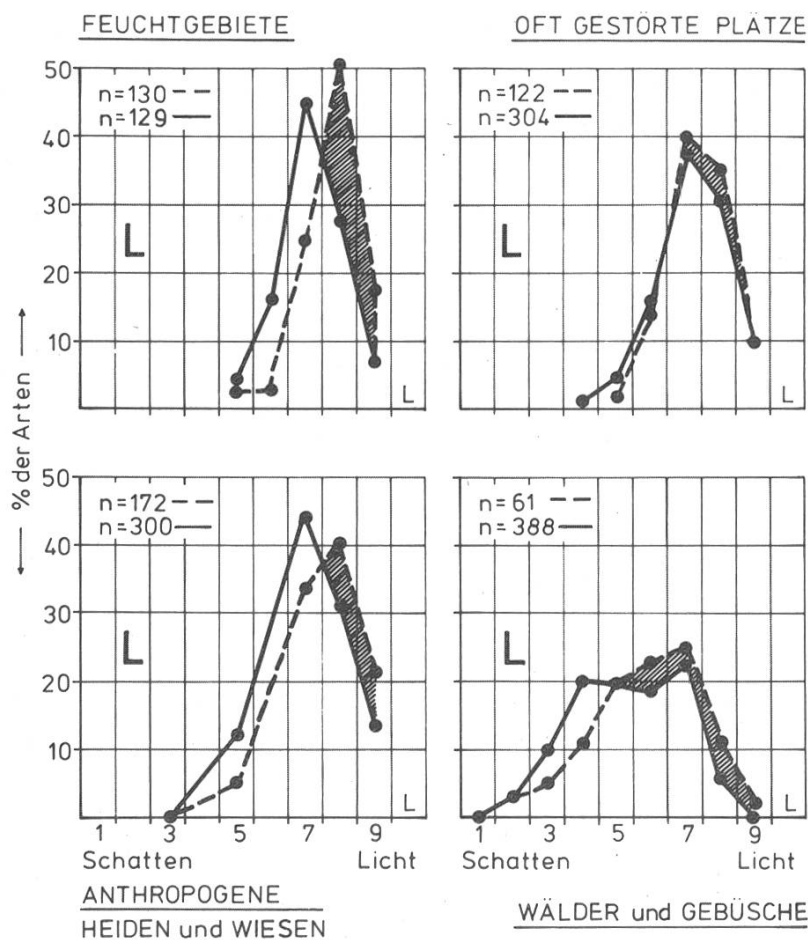 FEUCHTGEBIETE
OFT GESTÖRTE PLÄTZE
50
40
30
20
10
n=130
n=129
L
L
n=122
n=304
L
L
← % der Arten →
50
40
30
20
10
n=172
n=300
L
L
n=61
n=388
L
L
1 3 5 7 9
1 3 5 7 9
Schatten Licht
Schatten Licht
ANTHROPOGENE
HEIDEN und WIESEN
WÄLDER und GEBÜSCHE